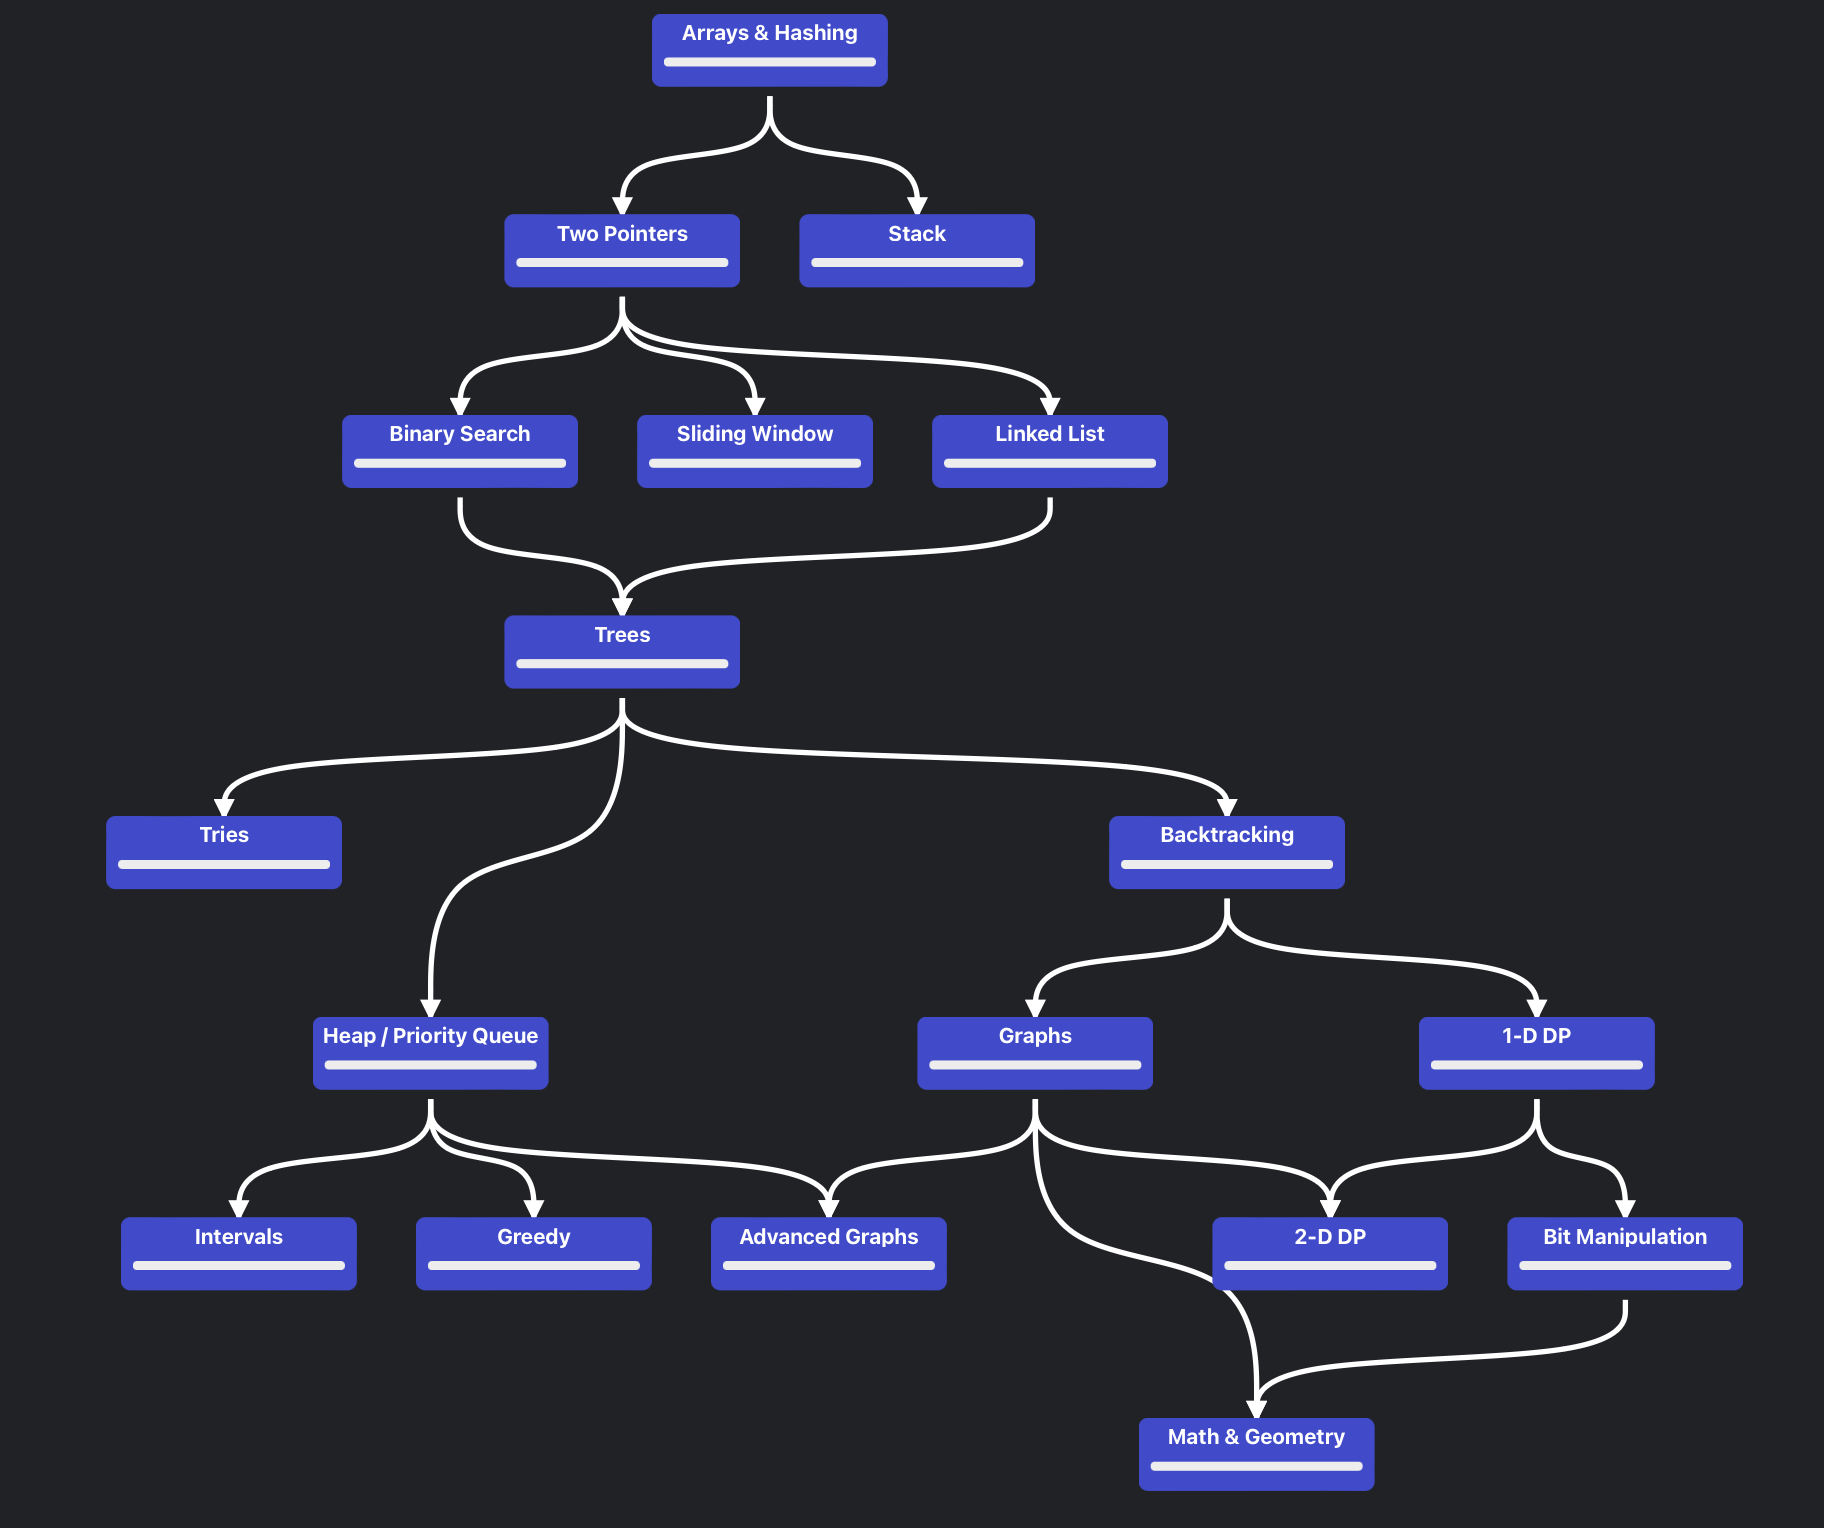 Arrays & Hashing
Two Pointers
Stack
Binary Search
Sliding Window
Linked List
Trees
Tries
Backtracking
Heap / Priority Queue
Graphs
1-D DP
Intervals
Greedy
Advanced Graphs
2-D DP
Bit Manipulation
Math & Geometry